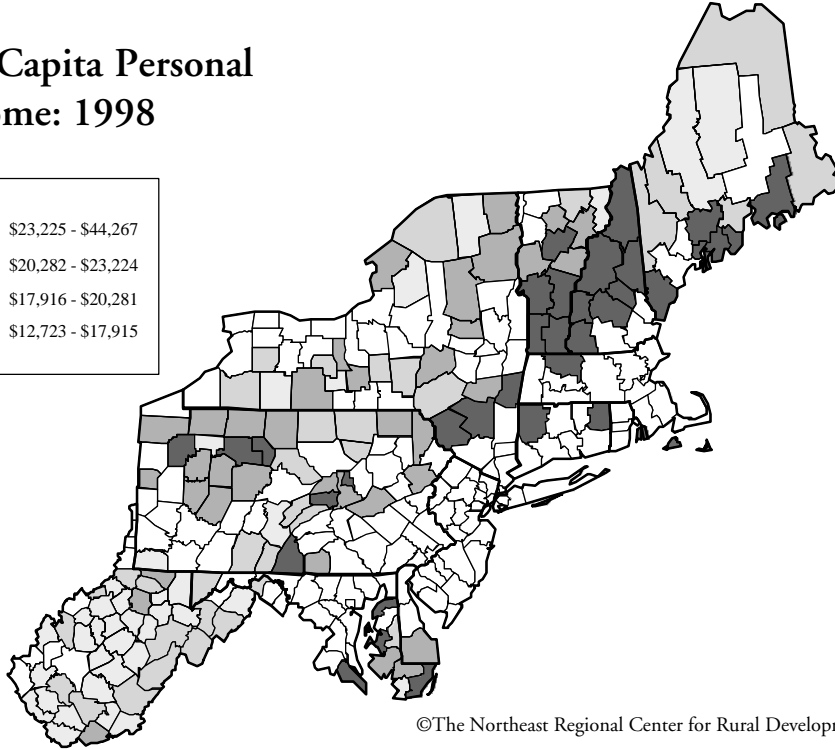 Capita Personal
me: 1998
$23,225 - $44,267
$20,282 - $23,224
$17,916 - $20,281
$12,723 - $17,915
©The Northeast Regional Center for Rural Develop